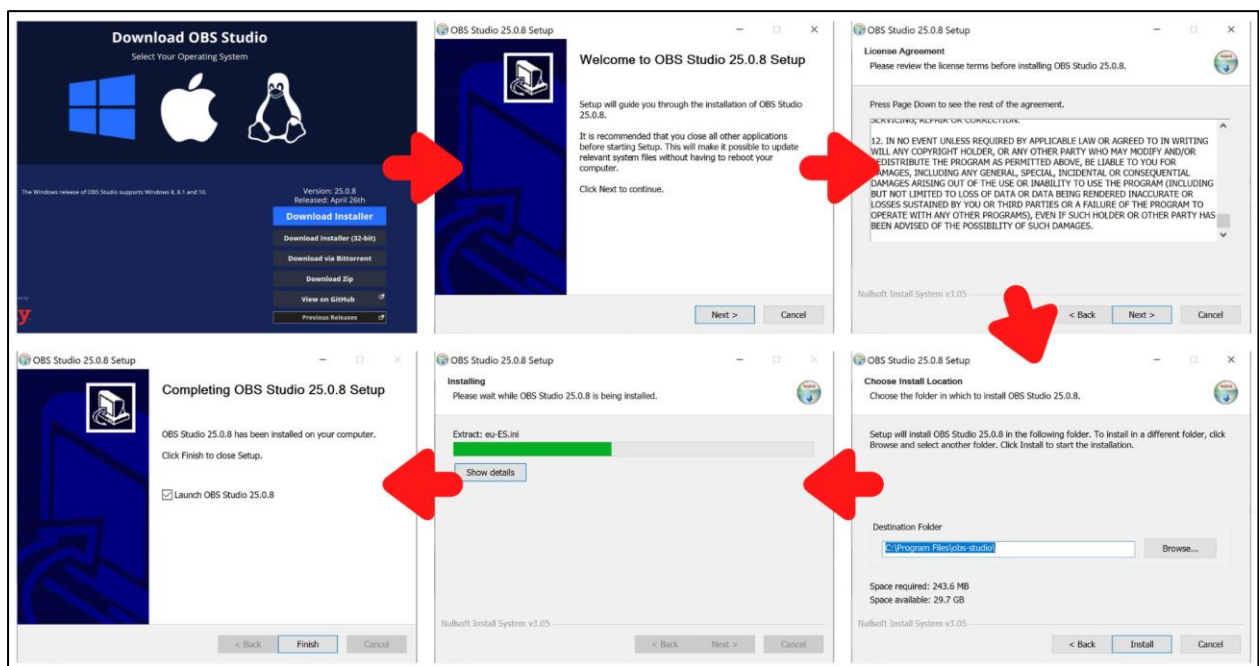 Download OBS Studio
Select Your Operating System
The Windows release of OBS Studio supports Windows 8, 8.1 and 10.
Version: 25.0.8
Released: April 26th
Download Installer
Download Installer (32-bit)
Download via Bittorrent
Download Zip
View on GitHub
Previous Releases
y.
OBS Studio 25.0.8 Setup
Welcome to OBS Studio 25.0.8 Setup
Setup will guide you through the installation of OBS Studio
25.0.8.
It is recommended that you close all other applications
before starting Setup. This will make it possible to update
relevant system files without having to reboot your
computer.
Click Next to continue.
Next >
Cancel
OBS Studio 25.0.8 Setup
License Agreement
Please review the license terms before installing OBS Studio 25.0.8.
Press Page Down to see the rest of the agreement.
SERVICING, REPAIR OR CORRECTION.
12. IN NO EVENT UNLESS REQUIRED BY APPLICABLE LAW OR AGREED TO IN WRITING
WILL ANY COPYRIGHT HOLDER, OR ANY OTHER PARTY WHO MAY MODIFY AND/OR
REDISTRIBUTE THE PROGRAM AS PERMITTED ABOVE, BE LIABLE TO YOU FOR
DAMAGES, INCLUDING ANY GENERAL, SPECIAL, INCIDENTAL OR CONSEQUENTIAL
DAMAGES ARISING OUT OF THE USE OR INABILITY TO USE THE PROGRAM (INCLUDING
BUT NOT LIMITED TO LOSS OF DATA OR DATA BEING RENDERED INACCURATE OR
LOSSES SUSTAINED BY YOU OR THIRD PARTIES OR A FAILURE OF THE PROGRAM TO
OPERATE WITH ANY OTHER PROGRAMS), EVEN IF SUCH HOLDER OR OTHER PARTY HAS
BEEN ADVISED OF THE POSSIBILITY OF SUCH DAMAGES.
Nullsoft Install System v3.05
< Back
Next >
Cancel
OBS Studio 25.0.8 Setup
Completing OBS Studio 25.0.8 Setup
OBS Studio 25.0.8 has been installed on your computer.
Click Finish to close Setup.
Launch OBS Studio 25.0.8
< Back
Finish
Cancel
OBS Studio 25.0.8 Setup
Installing
Please wait while OBS Studio 25.0.8 is being installed.
Extract: eu-ES.ini
Show details
Nullsoft Install System v3.05
< Back
Next >
Cancel
OBS Studio 25.0.8 Setup
Choose Install Location
Choose the folder in which to install OBS Studio 25.0.8.
Setup will install OBS Studio 25.0.8 in the following folder. To install in a different folder, click
Browse and select another folder. Click Install to start the installation.
Destination Folder
C:\Program Files\obs-studio\
Browse...
Space required: 243.6 MB
Space available: 29.7 GB
Nullsoft Install System v3.05
< Back
Install
Cancel